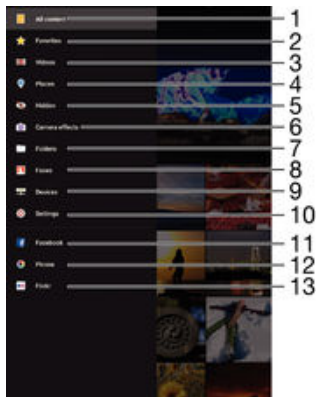 All content 1
Favorites 2
Videos 3
Places 4
Hidden 5
Camera effects 6
Folders 7
Faces 8
Devices 9
Settings 10
Facebook 11
Picasa 12
Flickr 13